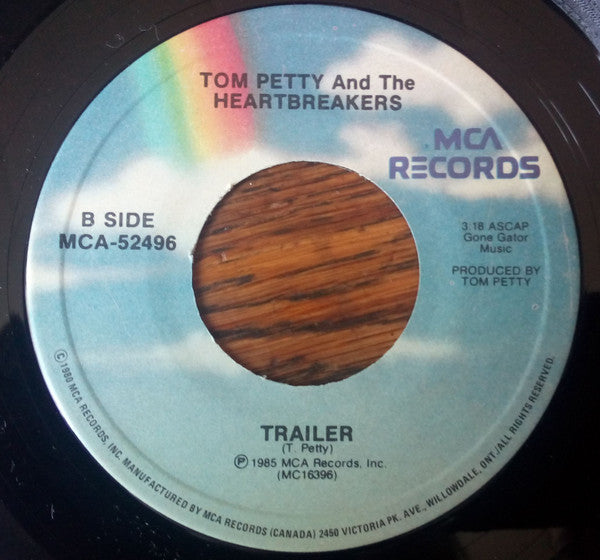 TOM PETTY And The
HEARTBREAKERS
MCA
RECORDS
B SIDE
MCA-52496
3:18 ASCAP
Gone Gator
Music
PRODUCED BY
TOM PETTY
TRAILER
(T. Petty)
Ⓟ 1985 MCA Records, Inc.
(MC16396)
©1980 MCA RECORDS, INC. MANUFACTURED BY MCA RECORDS (CANADA) 2450 VICTORIA PK. AVE., WILLOWDALE, ONT./ALL RIGHTS RESERVED.